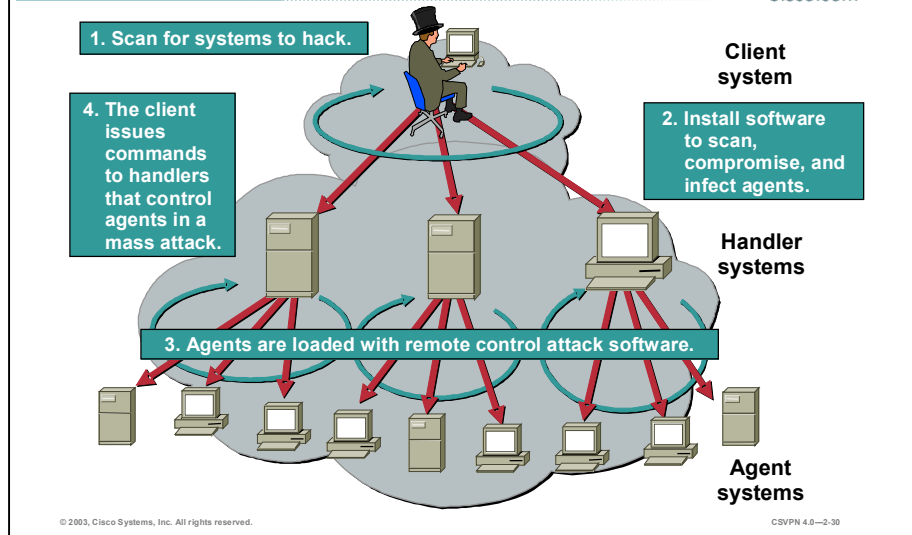 1. Scan for systems to hack.
Client
system
4. The client
issues
commands
to handlers
that control
agents in a
mass attack.
2. Install software
to scan,
compromise, and
infect agents.
Handler
systems
3. Agents are loaded with remote control attack software.
Agent
systems
© 2003, Cisco Systems, Inc. All rights reserved.
CSVPN 4.0—2-30